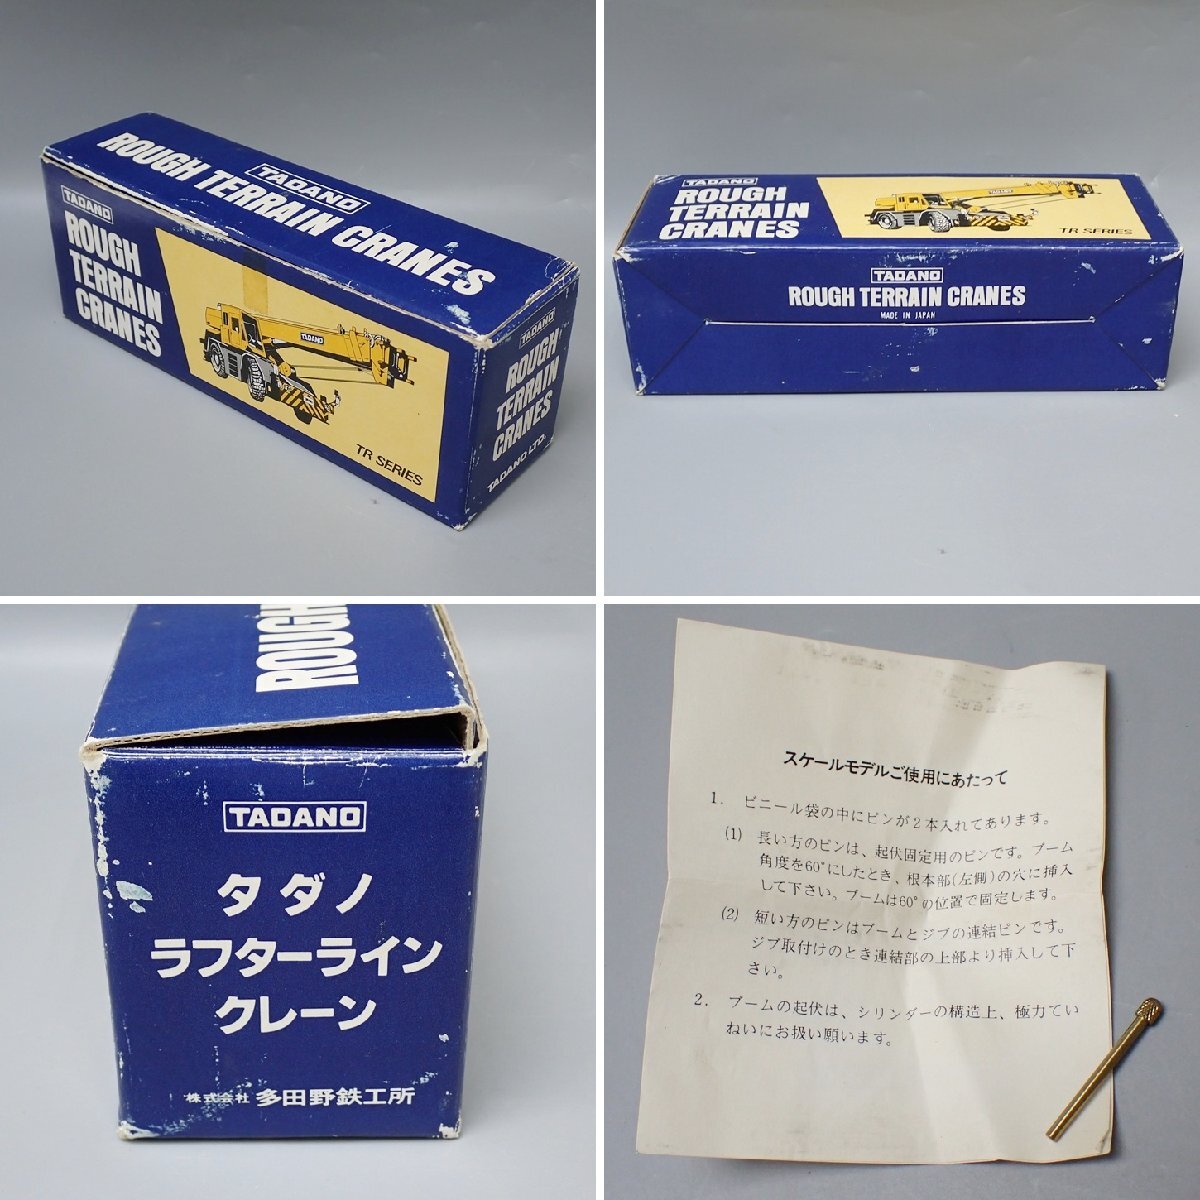 TADANO
ROUGH TERRAIN CRANES
TADANO
ROUGH
TERRAIN
CRANES
TADANO
TR SERIES
TADANO
ROUGH
TERRAIN
CRANES
TADANO LTD.
TADANO
ROUGH
TERRAIN
CRANES
TR SERIES
TADANO
ROUGH TERRAIN CRANES
MADE IN JAPAN
ROUGH
TADANO
タダノ
ラフターライン
クレーン
株式会社 多田野鉄工所
スケールモデルご使用にあたって
1. ビニール袋の中にピンが2本入れてあります。
(1) 長い方のピンは、起伏固定用のピンです。ブーム
角度を60°にしたとき、根本部(左側)の穴に挿入
して下さい。ブームは60°の位置で固定します。
(2) 短い方のピンはブームとジブの連結ピンです。
ジブ取付けのとき連結部の上部より挿入して下
さい。
2. ブームの起伏は、シリンダーの構造上、極力てい
ねいにお扱い願います。